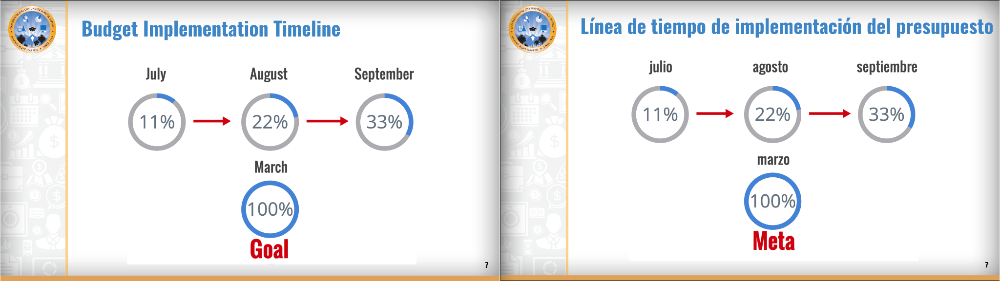 SAN BERNARDINO CITY UNIFIED SCHOOL DISTRICT
MAKING HOPE HAPPEN • SINCE 1964
Budget Implementation Timeline
July
August
September
11%
22%
33%
March
100%
Goal
7
SAN BERNARDINO CITY UNIFIED SCHOOL DISTRICT
MAKING HOPE HAPPEN • SINCE 1964
Línea de tiempo de implementación del presupuesto
julio
agosto
septiembre
11%
22%
33%
marzo
100%
Meta
7